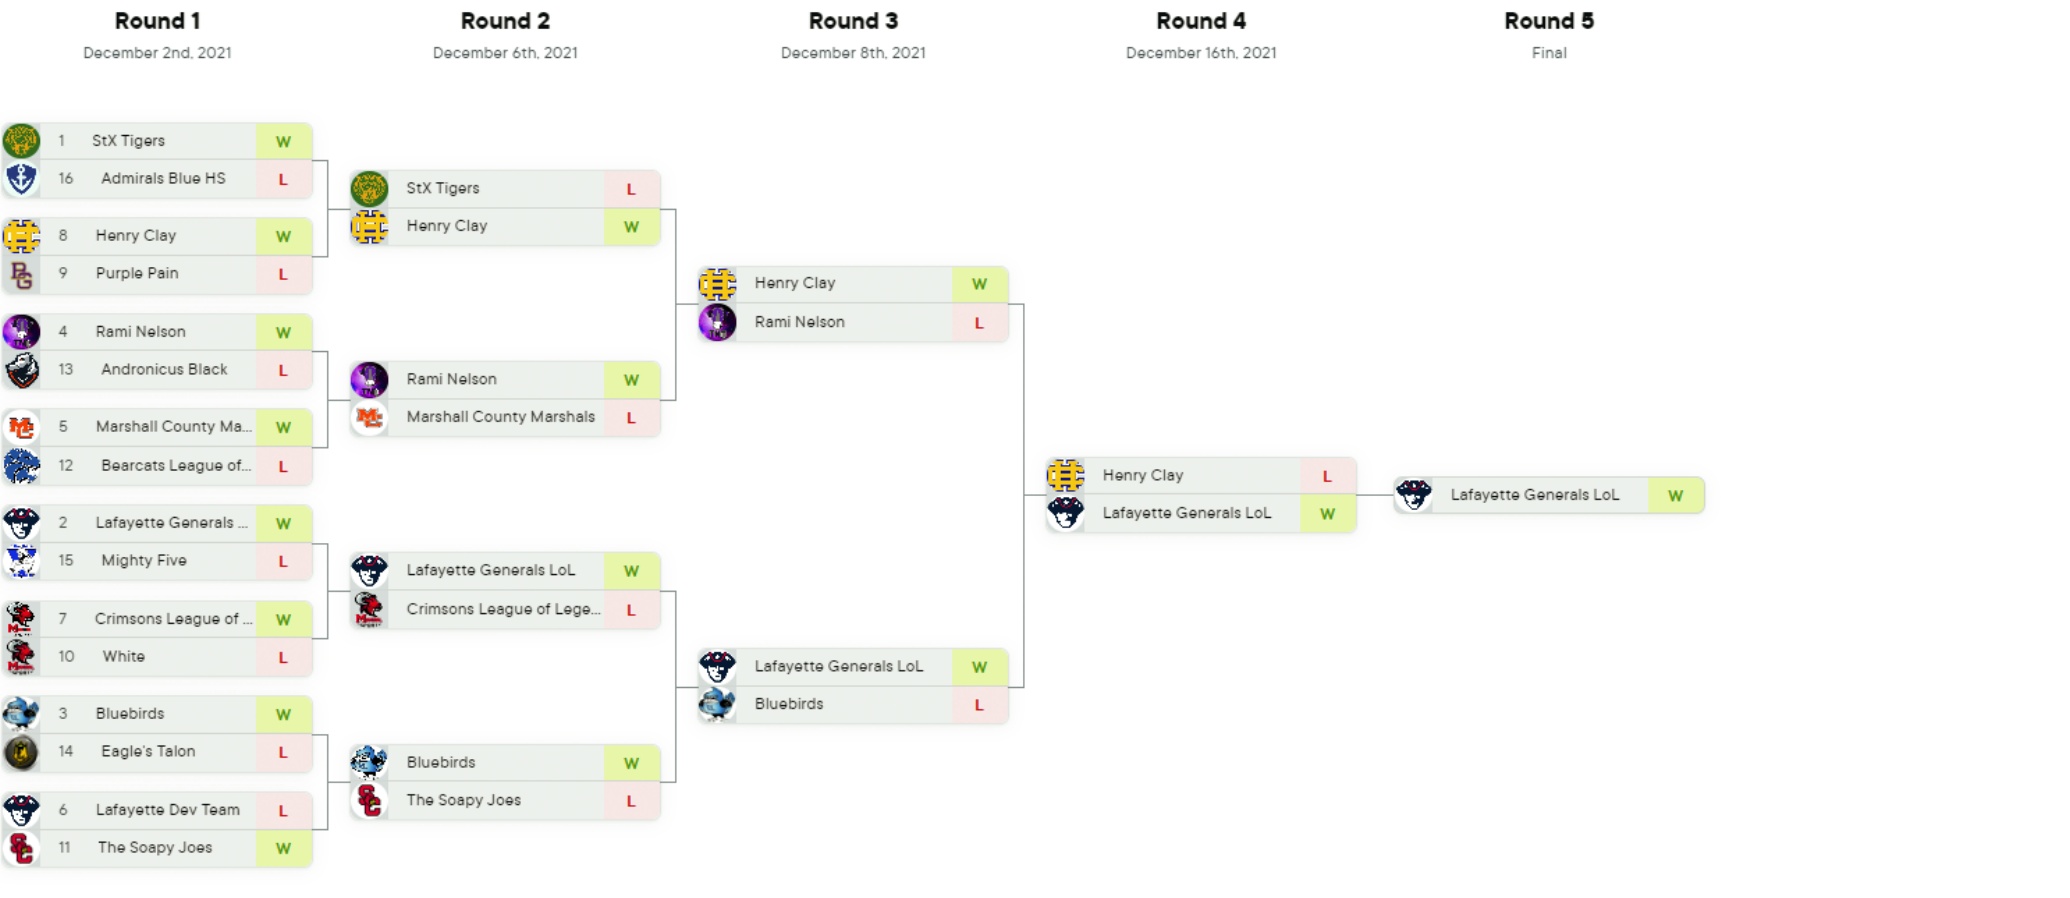 Round 1
December 2nd, 2021
1 StX Tigers W
16 Admirals Blue HS L
8 Henry Clay W
9 Purple Pain L
4 Rami Nelson W
13 Andronicus Black L
5 Marshall County Ma... W
12 Bearcats League of... L
2 Lafayette Generals ... W
15 Mighty Five L
7 Crimsons League of ... W
10 White L
3 Bluebirds W
14 Eagle's Talon L
6 Lafayette Dev Team L
11 The Soapy Joes W
Round 2
December 6th, 2021
StX Tigers L
Henry Clay W
Rami Nelson W
Marshall County Marshals L
Lafayette Generals LoL W
Crimsons League of Lege... L
Bluebirds W
The Soapy Joes L
Round 3
December 8th, 2021
Henry Clay W
Rami Nelson L
Lafayette Generals LoL W
Bluebirds L
Round 4
December 16th, 2021
Henry Clay L
Lafayette Generals LoL W
Round 5
Final
Lafayette Generals LoL W